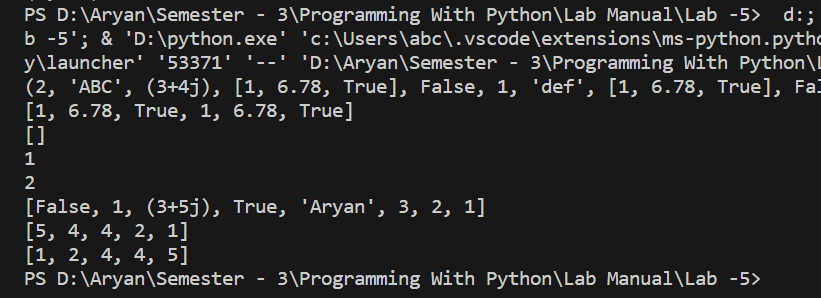 PS D:\Aryan\Semester - 3\Programming With Python\Lab Manual\Lab -5>  d:;
b -5'; & 'D:\python.exe' 'c:\Users\abc\.vscode\extensions\ms-python.pytho
y\launcher' '53371' '--' 'D:\Aryan\Semester - 3\Programming With Python\L
(2, 'ABC', (3+4j), [1, 6.78, True], False, 1, 'def', [1, 6.78, True], Fal
[1, 6.78, True, 1, 6.78, True]
[]
1
2
[False, 1, (3+5j), True, 'Aryan', 3, 2, 1]
[5, 4, 4, 2, 1]
[1, 2, 4, 4, 5]
PS D:\Aryan\Semester - 3\Programming With Python\Lab Manual\Lab -5>